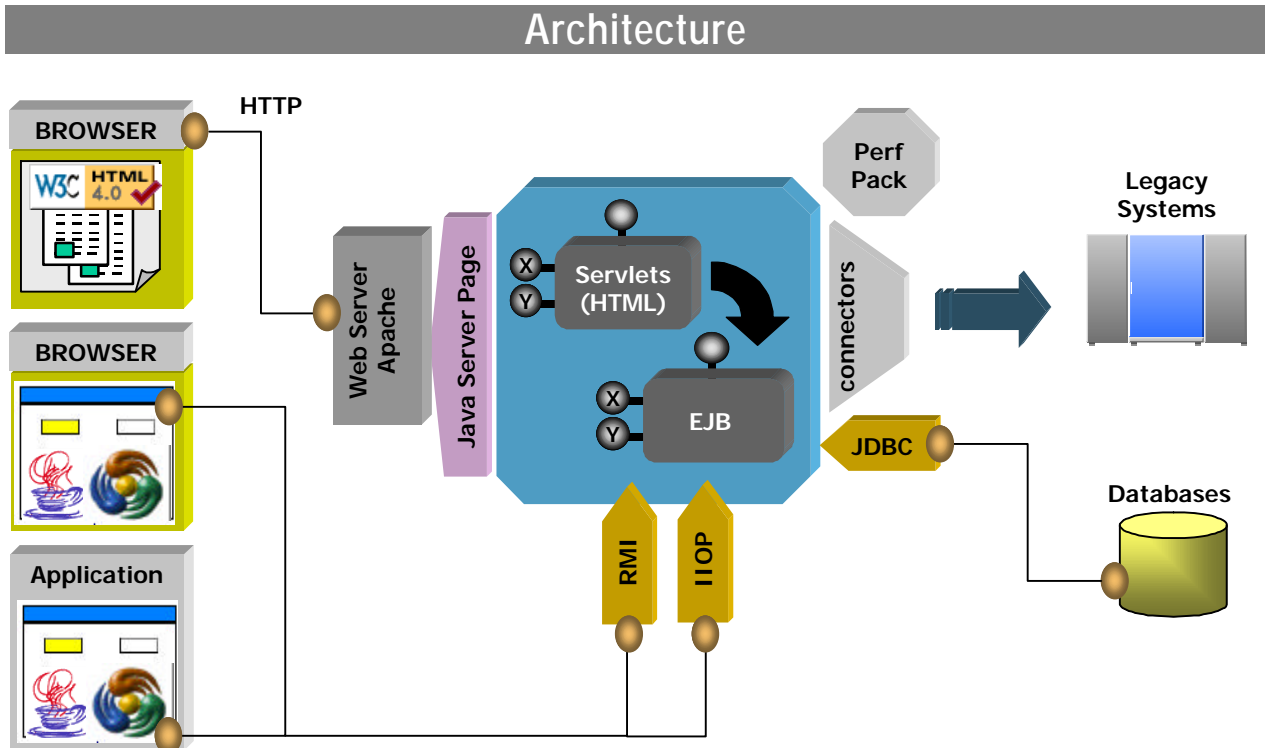 Architecture
HTTP
BROWSER
W3C HTML
4.0
BROWSER
Application
Web Server
Apache
Java Server Page
X
Y
Servlets
(HTML)
X
Y
EJB
RMI
IIOP
Perf
Pack
connectors
JDBC
Legacy
Systems
Databases